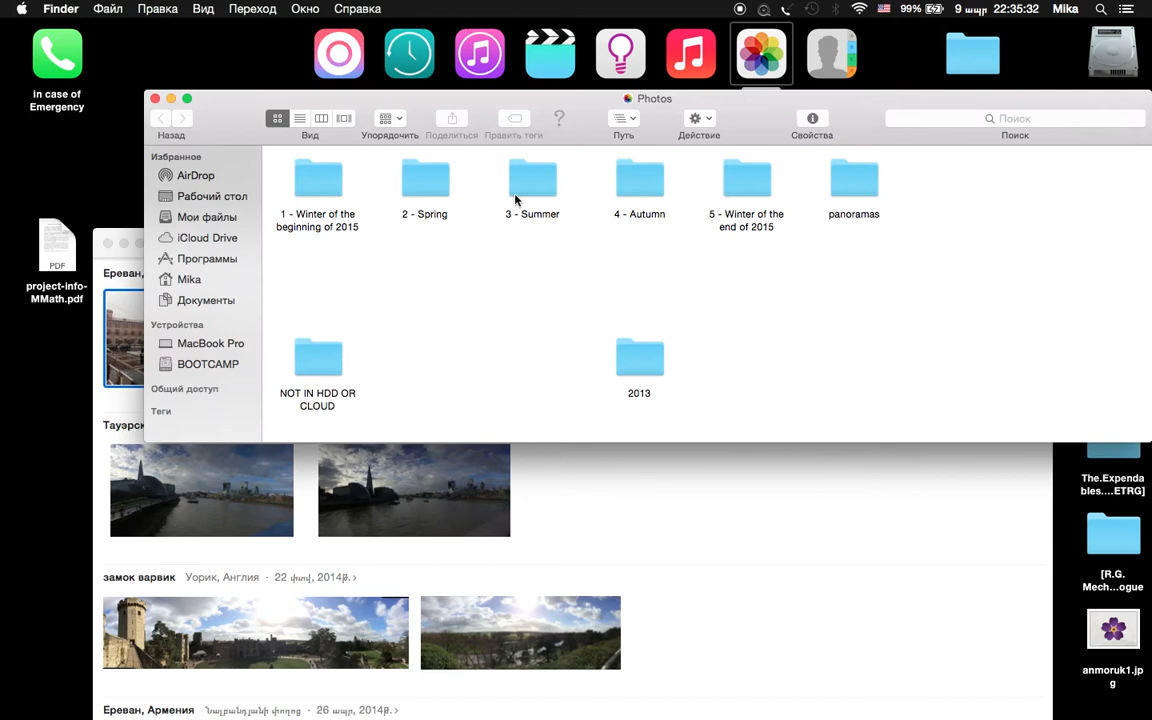 Finder Файл Правка Вид Переход Окно Справка 99% 9 ապր 22:35:32 Mika
in case of
Emergency
Photos
Назад Вид Упорядочить Поделиться Править теги Путь Действие Свойства Поиск
Поиск
Избранное
AirDrop
Рабочий стол
Мои файлы
iCloud Drive
Программы
Mika
Документы
Устройства
MacBook Pro
BOOTCAMP
Общий доступ
Теги
1 - Winter of the
beginning of 2015
2 - Spring
3 - Summer
4 - Autumn
5 - Winter of the
end of 2015
panoramas
NOT IN HDD OR
CLOUD
2013
PDF
project-info-
MMath.pdf
Ереван,
Тауэрск
замок варвик Уорик, Англия · 22 փտվ, 2014թ. >
Ереван, Армения Նալբանդյանի փողոց · 26 ապր, 2014թ. >
The.Expenda
bles....ETRG]
[R.G.
Mech...ogue
anmoruk1.jp
g